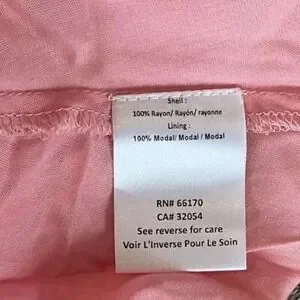 Shell :
100% Rayon/ Rayón/ rayonne
Lining :
100% Modal/ Modal / Modal
RN# 66170
CA# 32054
See reverse for care
Voir L'Inverse Pour Le Soin